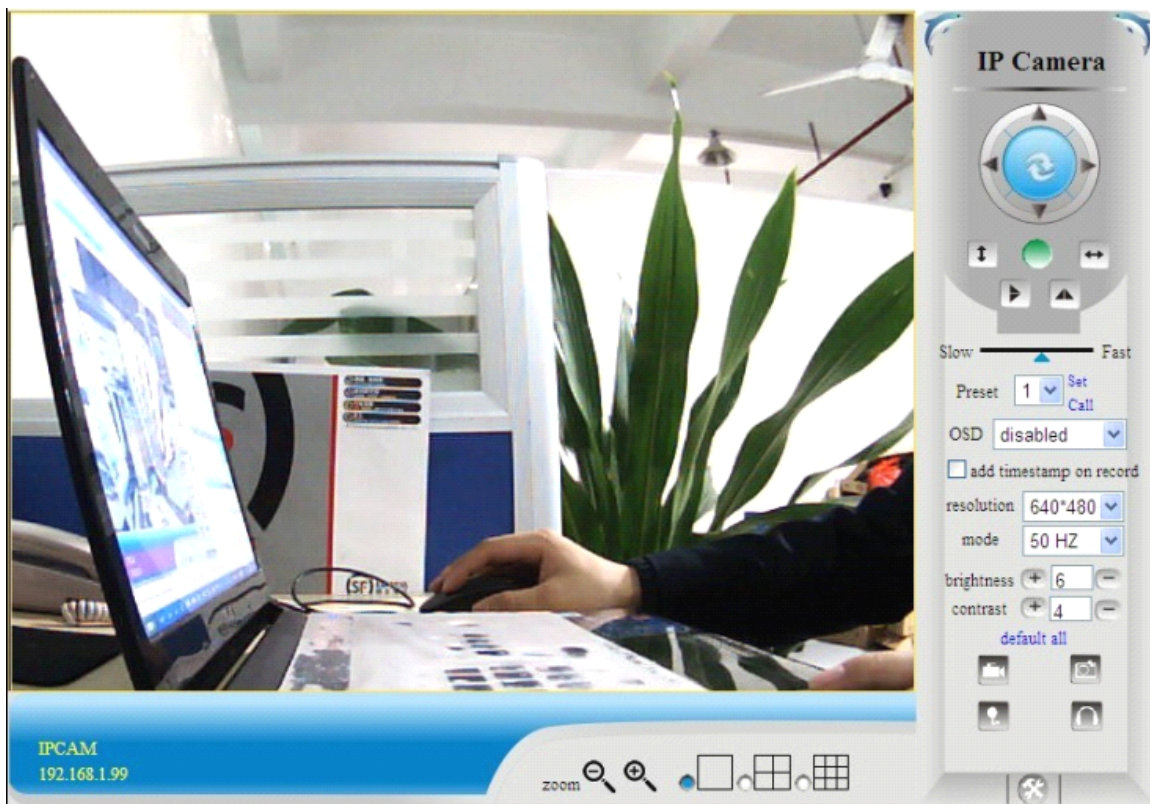 IP Camera
Slow Fast
Preset 1 Set
Call
OSD disabled
add timestamp on record
resolution 640*480
mode 50 HZ
brightness + 6 −
contrast + 4 −
default all
(SF)
IPCAM
192.168.1.99
zoom